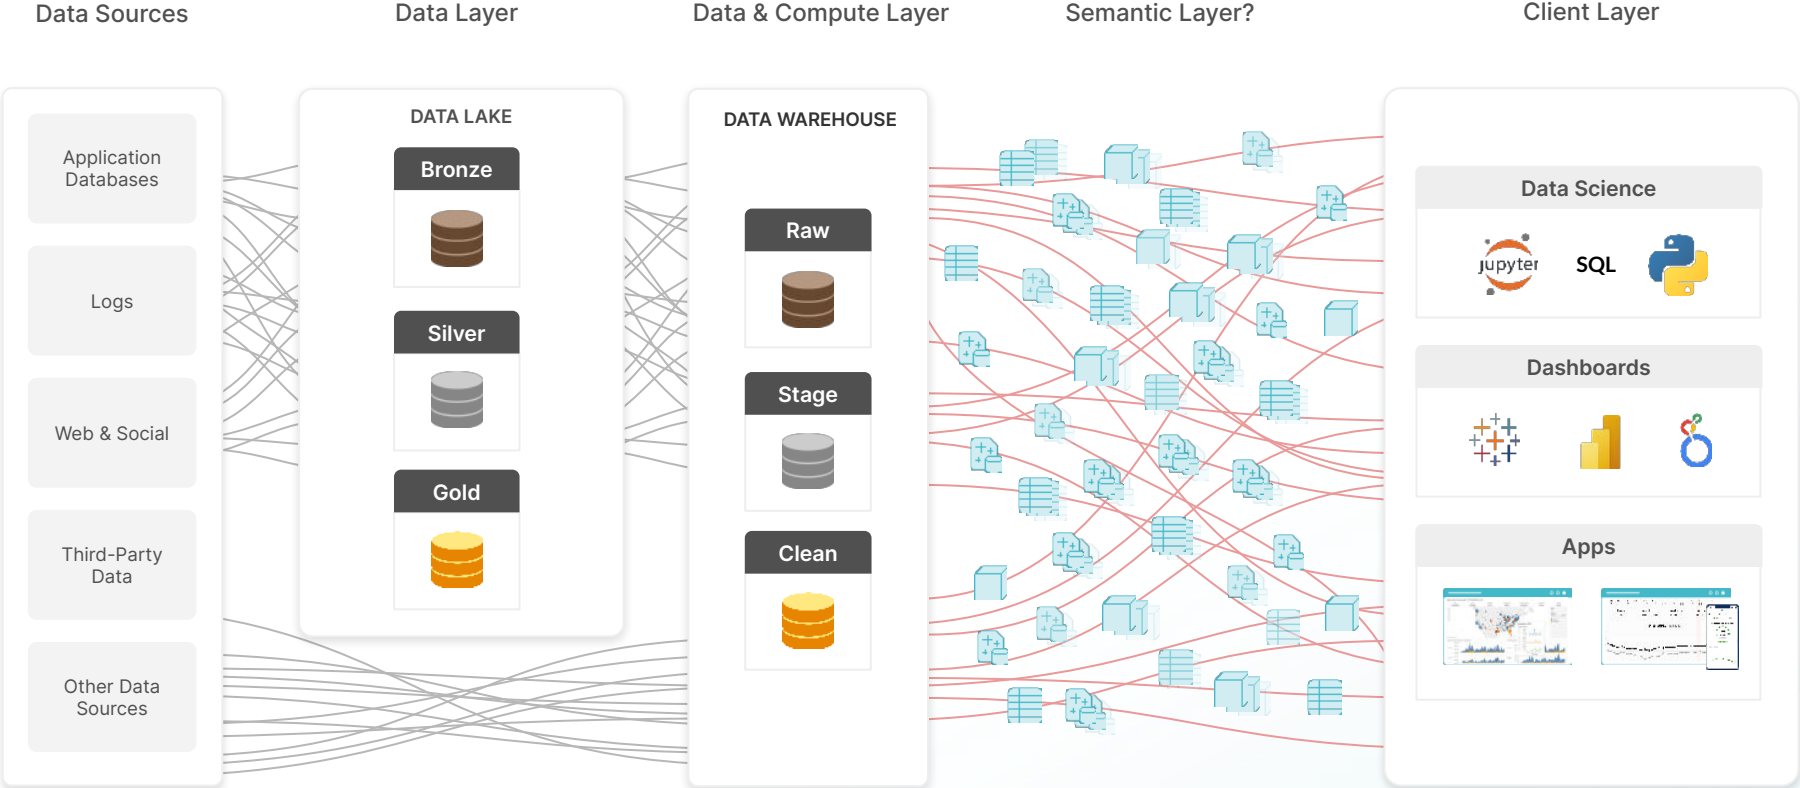 Data Sources
Data Layer
Data & Compute Layer
Semantic Layer?
Client Layer
Application
Databases
Logs
Web & Social
Third-Party
Data
Other Data
Sources
DATA LAKE
Bronze
Silver
Gold
DATA WAREHOUSE
Raw
Stage
Clean
Data Science
jupyter
SQL
Dashboards
Apps